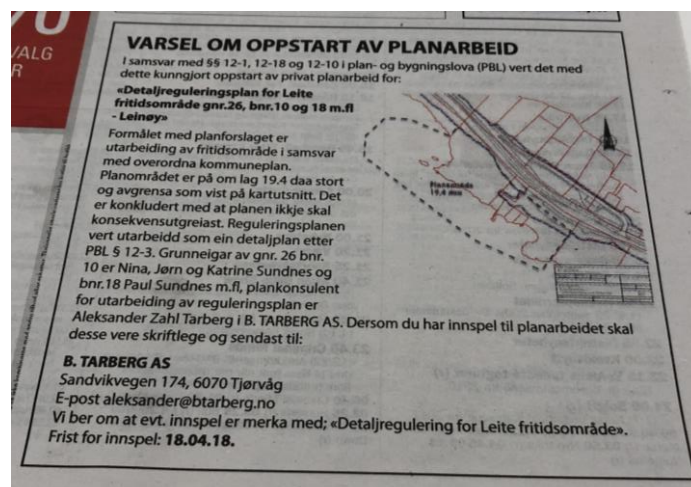 VALG
VARSEL OM OPPSTART AV PLANARBEID
I samsvar med §§ 12-1, 12-18 og 12-10 i plan- og bygningslova (PBL) vert det med
dette kunngjort oppstart av privat planarbeid for:
«Detaljreguleringsplan for Leite
fritidsområde gnr.26, bnr.10 og 18 m.fl
- Leinøy»
Formålet med planforslaget er
utarbeiding av fritidsområde i samsvar
med overordna kommuneplan.
Planområdet er på om lag 19.4 daa stort
og avgrensa som vist på kartutsnitt. Det
er konkludert med at planen ikkje skal
konsekvensutgreiast. Reguleringsplanen
vert utarbeidd som ein detaljplan etter
PBL § 12-3. Grunneigar av gnr. 26 bnr.
10 er Nina, Jørn og Katrine Sundnes og
bnr.18 Paul Sundnes m.fl, plankonsulent
for utarbeiding av reguleringsplan er
Aleksander Zahl Tarberg i B. TARBERG AS. Dersom du har innspel til planarbeidet skal
desse vere skriftlege og sendast til:
B. TARBERG AS
Sandvikvegen 174, 6070 Tjørvåg
E-post aleksander@btarberg.no
Vi ber om at evt. innspel er merka med; «Detaljregulering for Leite fritidsområde».
Frist for innspel: 18.04.18.
Planområde
19,4 daa